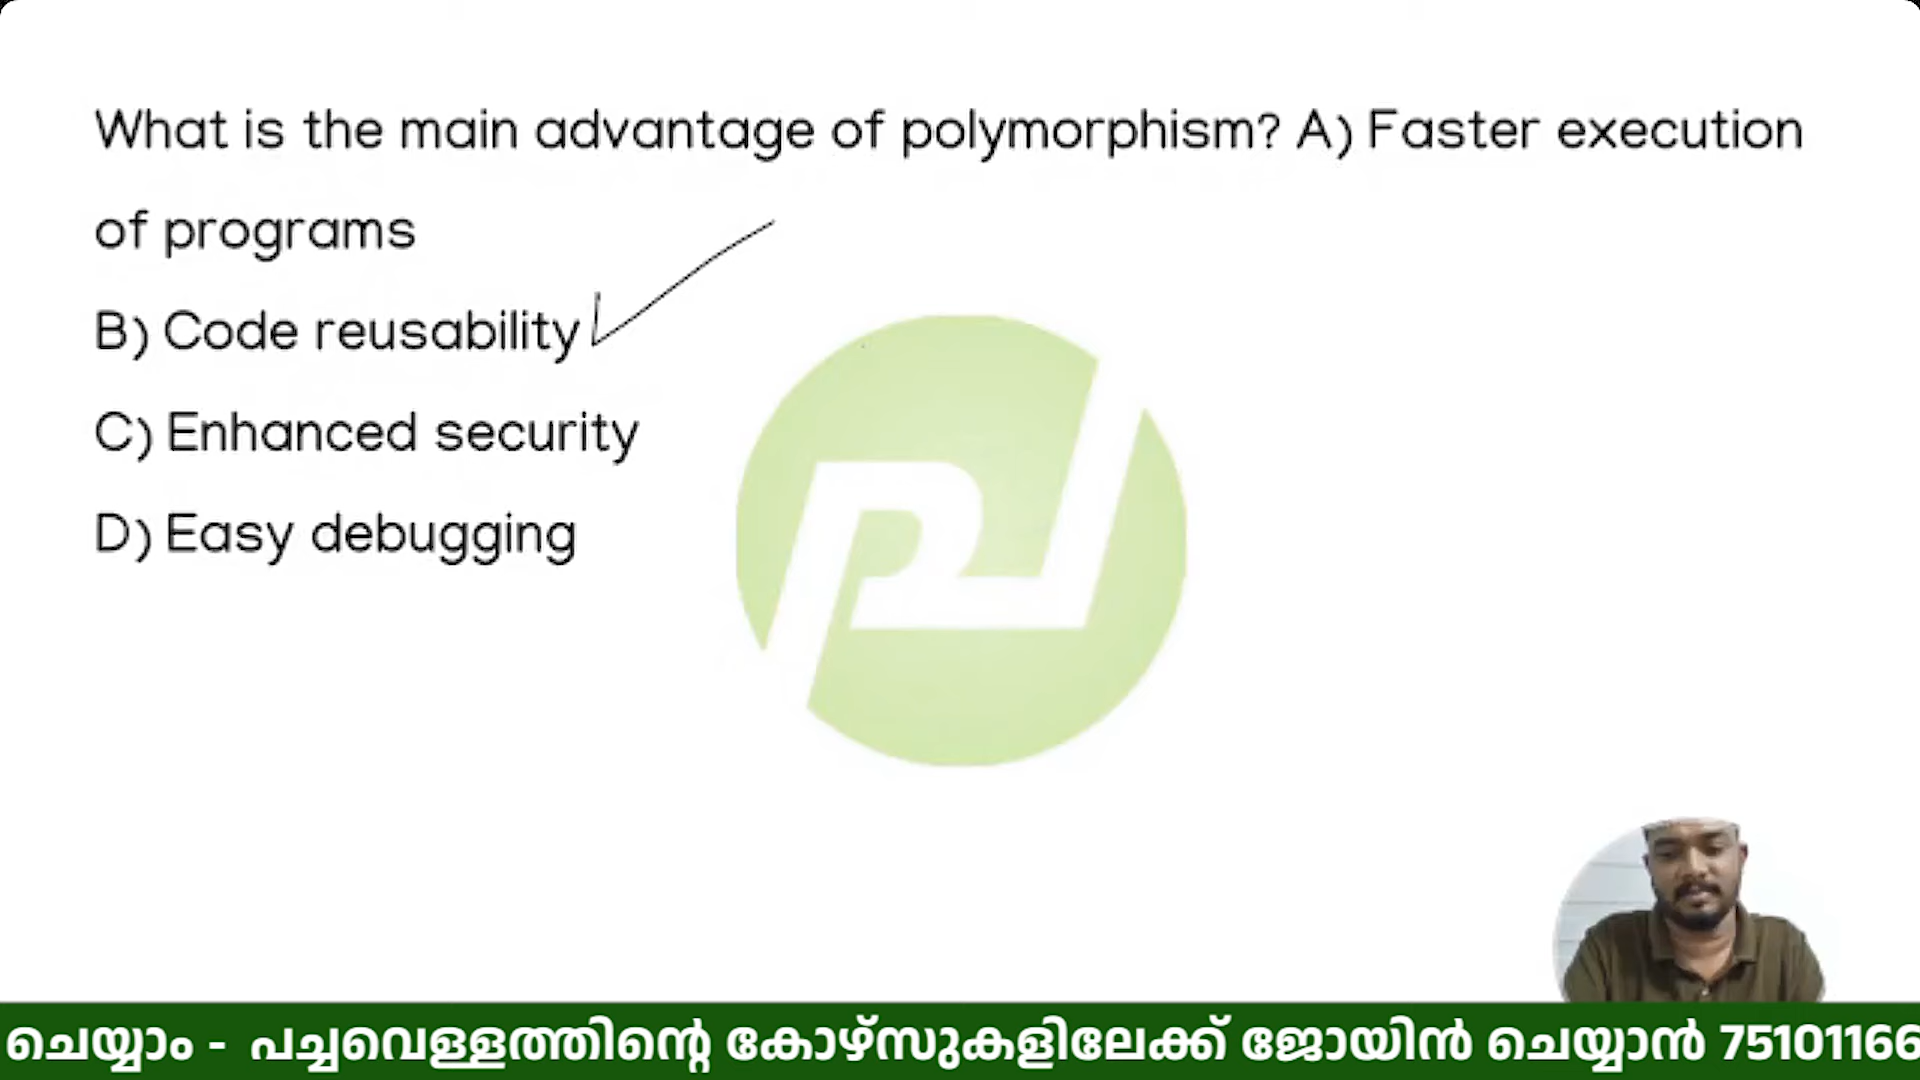 What is the main advantage of polymorphism? A) Faster execution
of programs
B) Code reusability
C) Enhanced security
D) Easy debugging
ചെയ്യാം - പച്ചവെള്ളത്തിന്റെ കോഴ്സുകളിലേക്ക് ജോയിൻ ചെയ്യാൻ 75101166